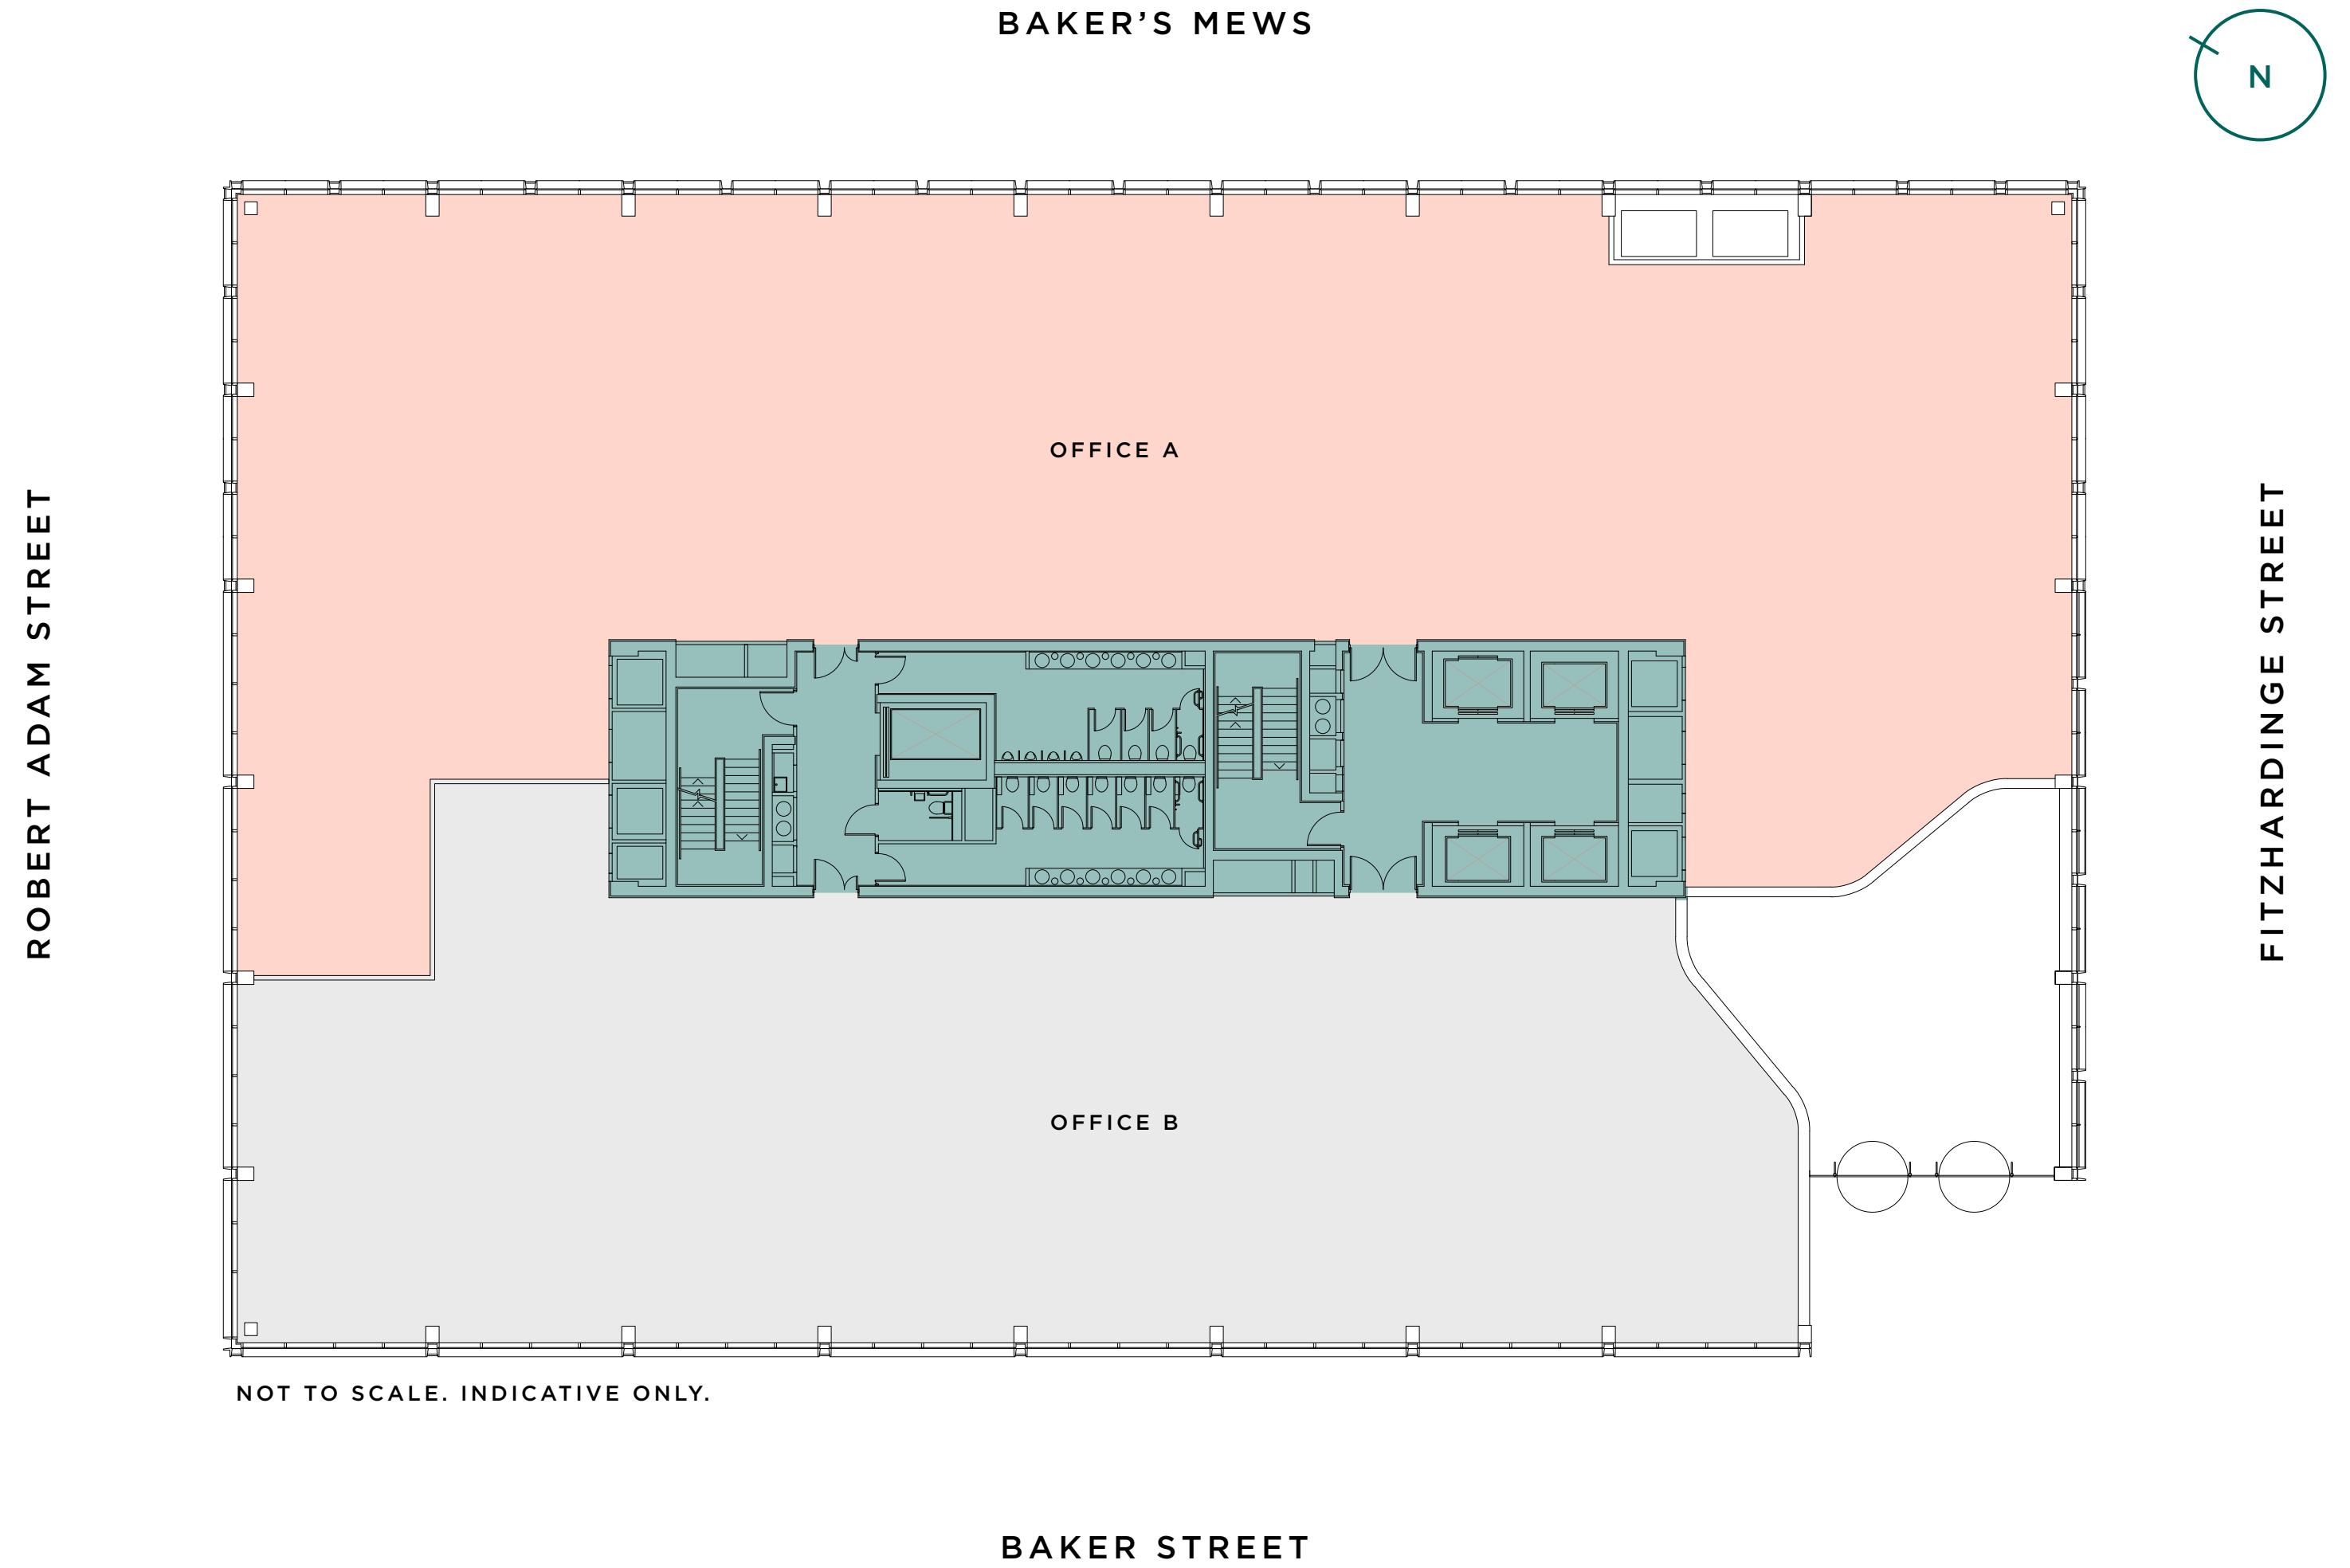 BAKER’S MEWS
N
OFFICE A
ROBERT ADAM STREET
FITZHARDINGE STREET
OFFICE B
NOT TO SCALE. INDICATIVE ONLY.
BAKER STREET